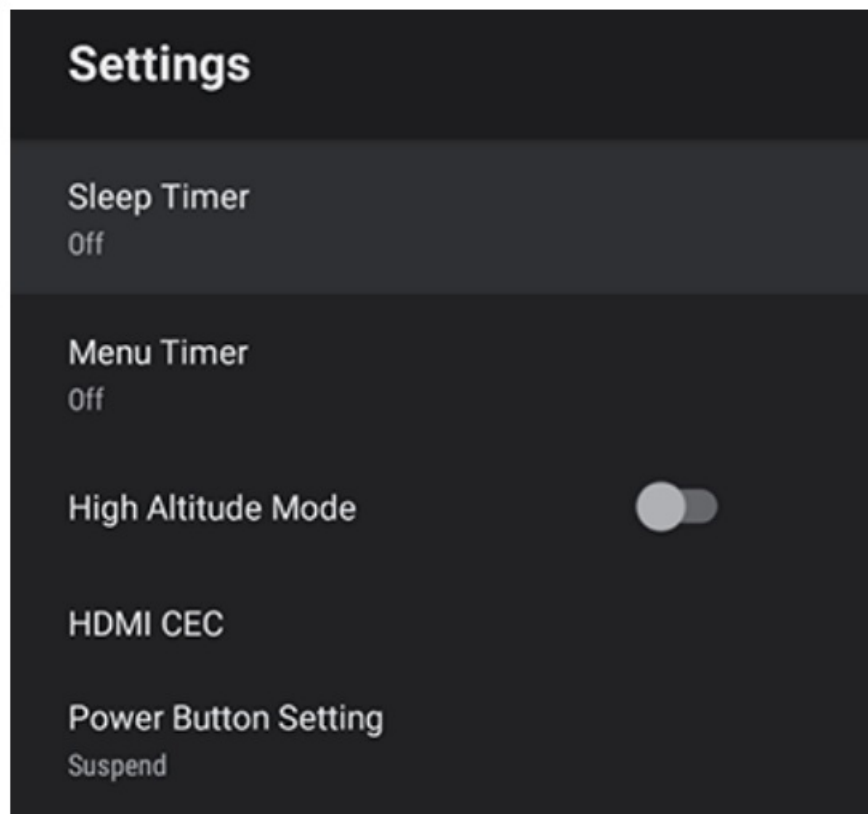 Settings
Sleep Timer
Off
Menu Timer
Off
High Altitude Mode
HDMI CEC
Power Button Setting
Suspend